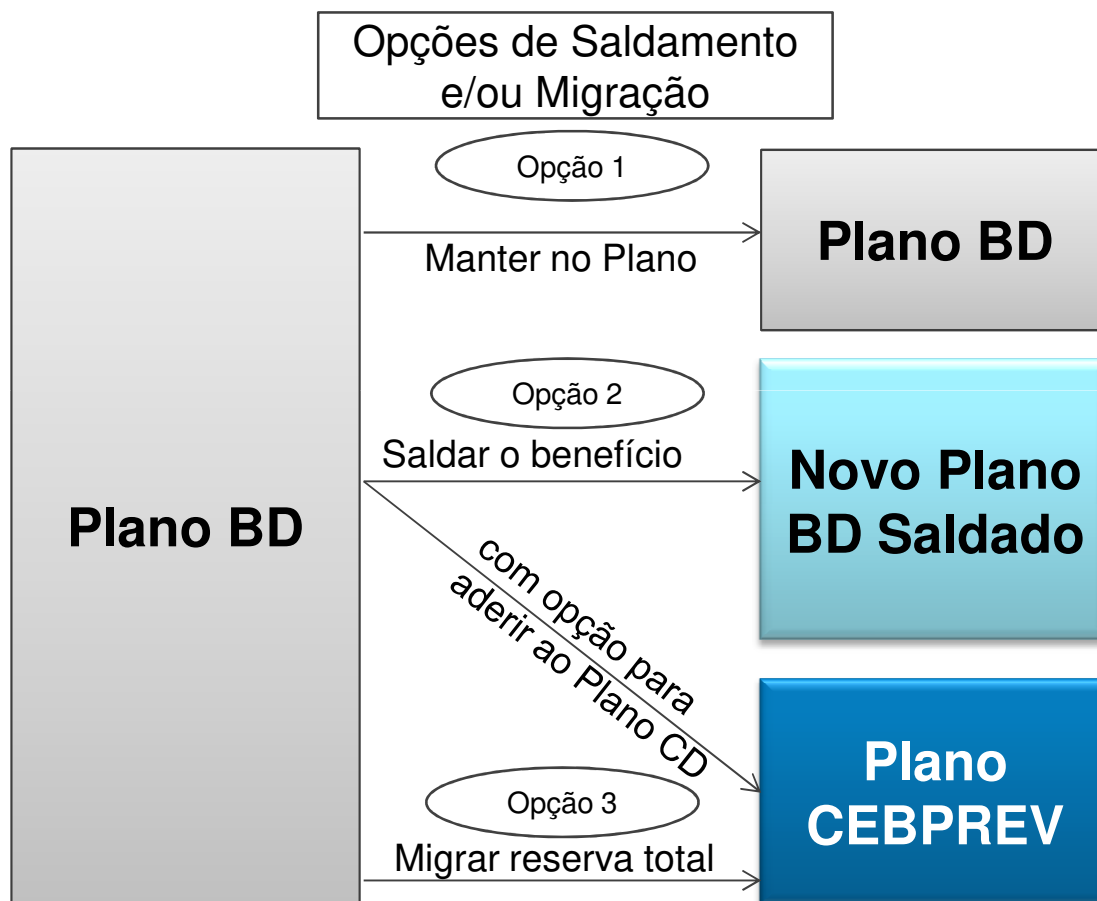 Opções de Saldamento
e/ou Migração
Plano BD
Opção 1
Manter no Plano
Plano BD
Opção 2
Saldar o benefício
Novo Plano
BD Saldado
com opção para
aderir ao Plano CD
Opção 3
Migrar reserva total
Plano
CEBPREV